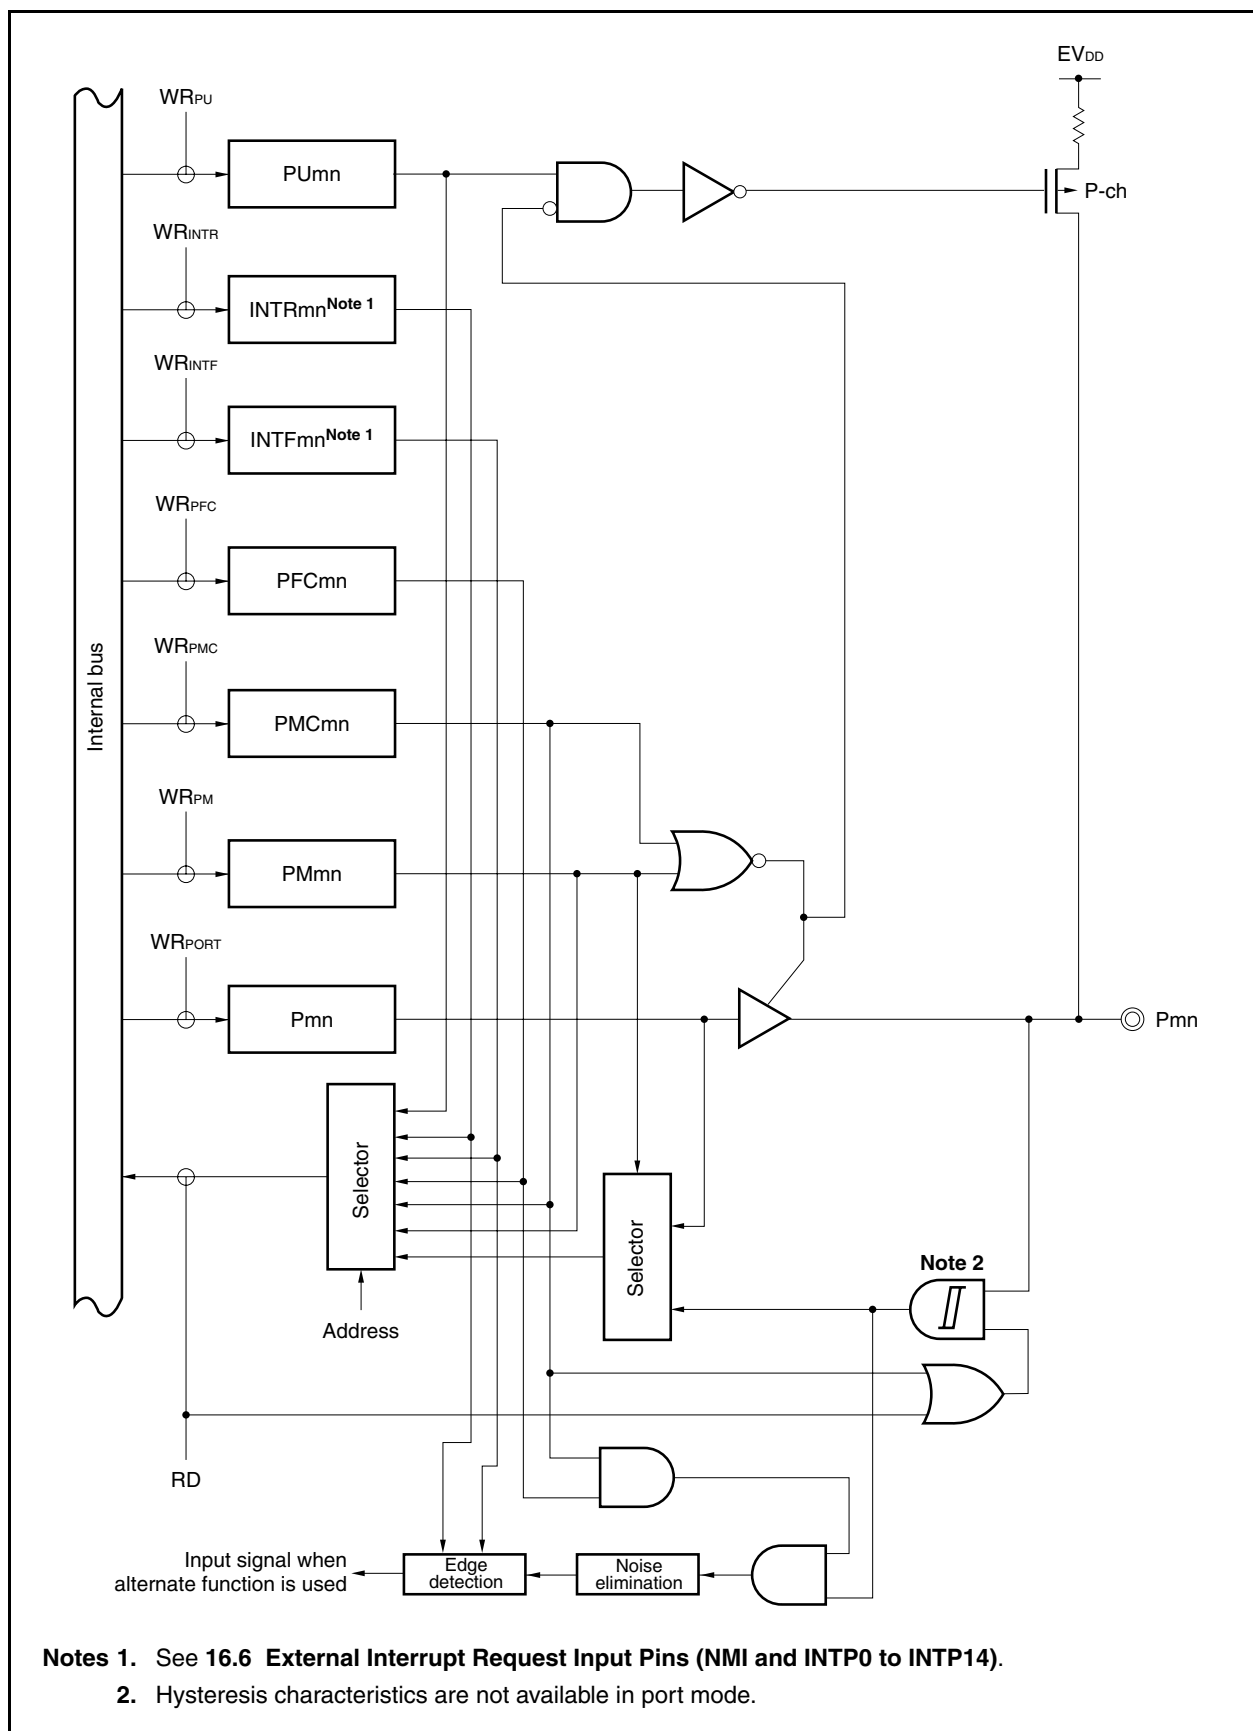 EVDD
WRPU
PUmn
P-ch
WRINTR
INTRmnNote 1
WRINTF
INTFmnNote 1
WRPFC
PFCmn
WRPMC
Internal bus
PMCmn
WRPM
PMmn
WRPORT
Pmn
Pmn
Selector
Selector
Note 2
Address
RD
Input signal when
alternate function is used
Edge
detection
Noise
elimination
Notes 1. See 16.6 External Interrupt Request Input Pins (NMI and INTP0 to INTP14).
2. Hysteresis characteristics are not available in port mode.